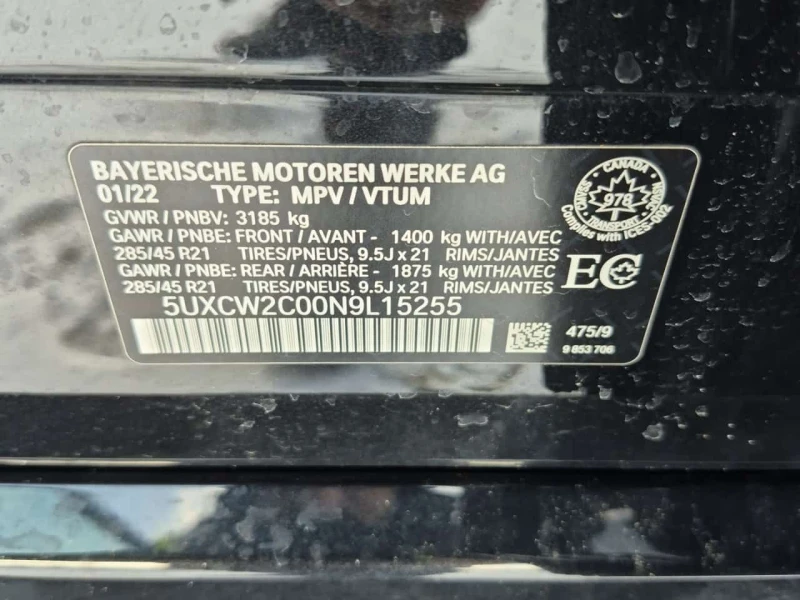 BAYERISCHE MOTOREN WERKE AG
01/22 TYPE: MPV / VTUM
GVWR / PNBV: 3185 kg
GAWR / PNBE: FRONT / AVANT - 1400 kg WITH/AVEC
285/45 R21 TIRES/PNEUS, 9.5J x 21 RIMS/JANTES
GAWR / PNBE: REAR / ARRIÈRE - 1875 kg WITH/AVEC
285/45 R21 TIRES/PNEUS, 9.5J x 21 RIMS/JANTES
5UXCW2C00N9L15255
CANADA
978
TRANSPORT
Complies with ICES-002
EC
475/9
9 853 706